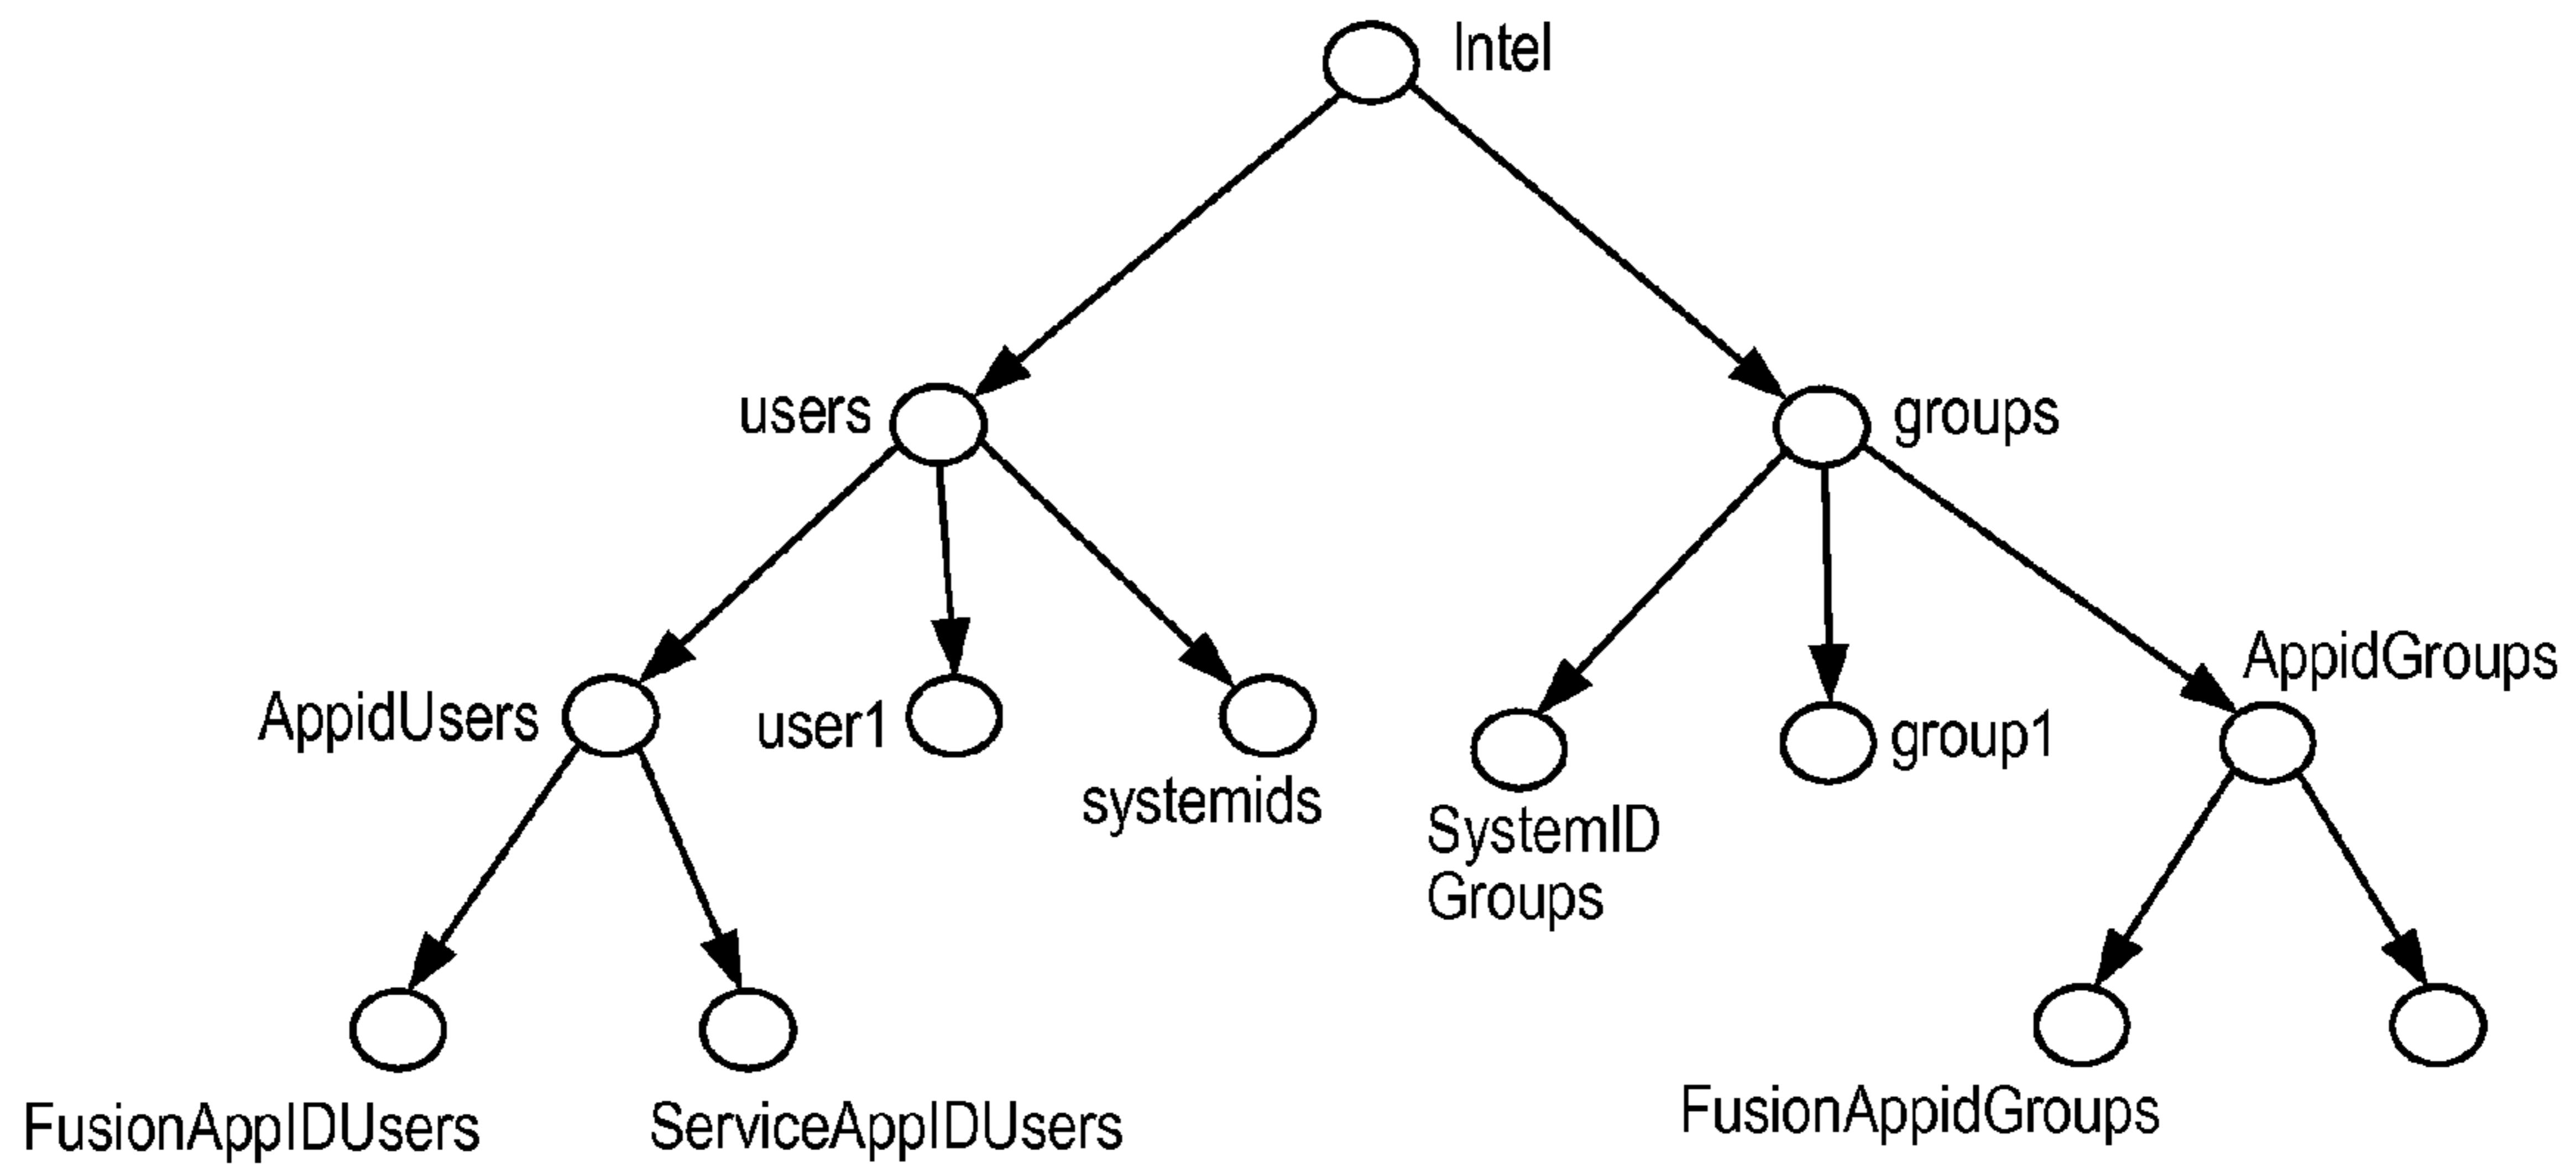 Intel
users
groups
AppidUsers
user1
systemids
SystemID
Groups
group1
AppidGroups
FusionAppIDUsers
ServiceAppIDUsers
FusionAppidGroups